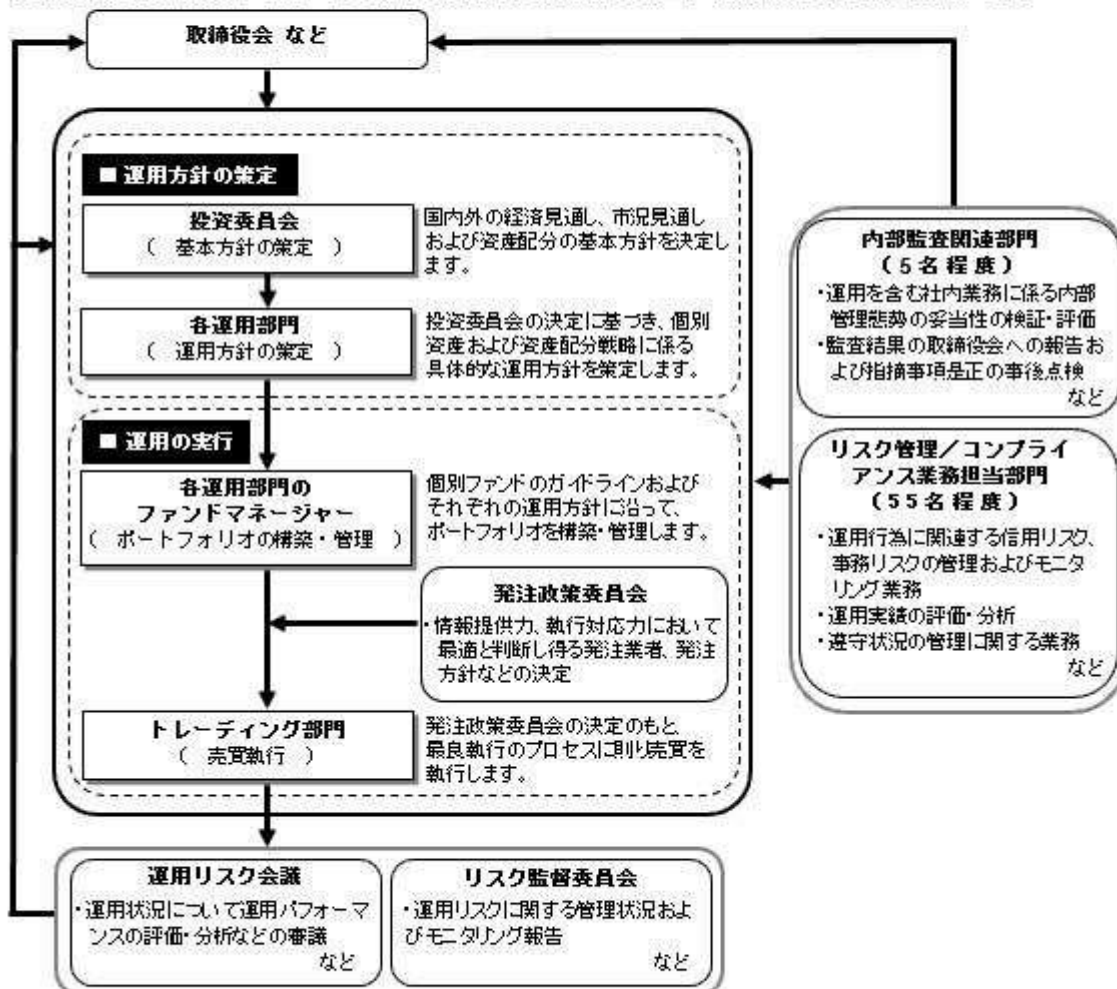 取締役会 など
■ 運用方針の策定
投資委員会
( 基本方針の策定 )
国内外の経済見通し、市況見通し
および資産配分の基本方針を決定し
ます。
各運用部門
( 運用方針の策定 )
投資委員会の決定に基づき、個別
資産および資産配分戦略に係る
具体的な運用方針を策定します。
■ 運用の実行
各運用部門の
ファンドマネージャー
( ポートフォリオの構築・管理 )
個別ファンドのガイドラインおよび
それぞれの運用方針に沿って、
ポートフォリオを構築・管理します。
発注政策委員会
・情報提供力、執行対応力において
最適と判断し得る発注業者、発注
方針などの決定
トレーディング部門
( 売買執行 )
発注政策委員会の決定のもと、
最良執行のプロセスに則り売買を
執行します。
内部監査関連部門
(5名程度)
・運用を含む社内業務に係る内部
管理態勢の妥当性の検証・評価
・監査結果の取締役会への報告お
よび指摘事項是正の事後点検
など
リスク管理/コンプライ
アンス業務担当部門
(55名程度)
・運用行為に関連する信用リスク、
事務リスクの管理およびモニタ
リング業務
・運用実績の評価・分析
・遵守状況の管理に関する業務
など
運用リスク会議
・運用状況について運用パフォーマ
ンスの評価・分析などの審議
など
リスク監督委員会
・運用リスクに関する管理状況およ
びモニタリング報告
など